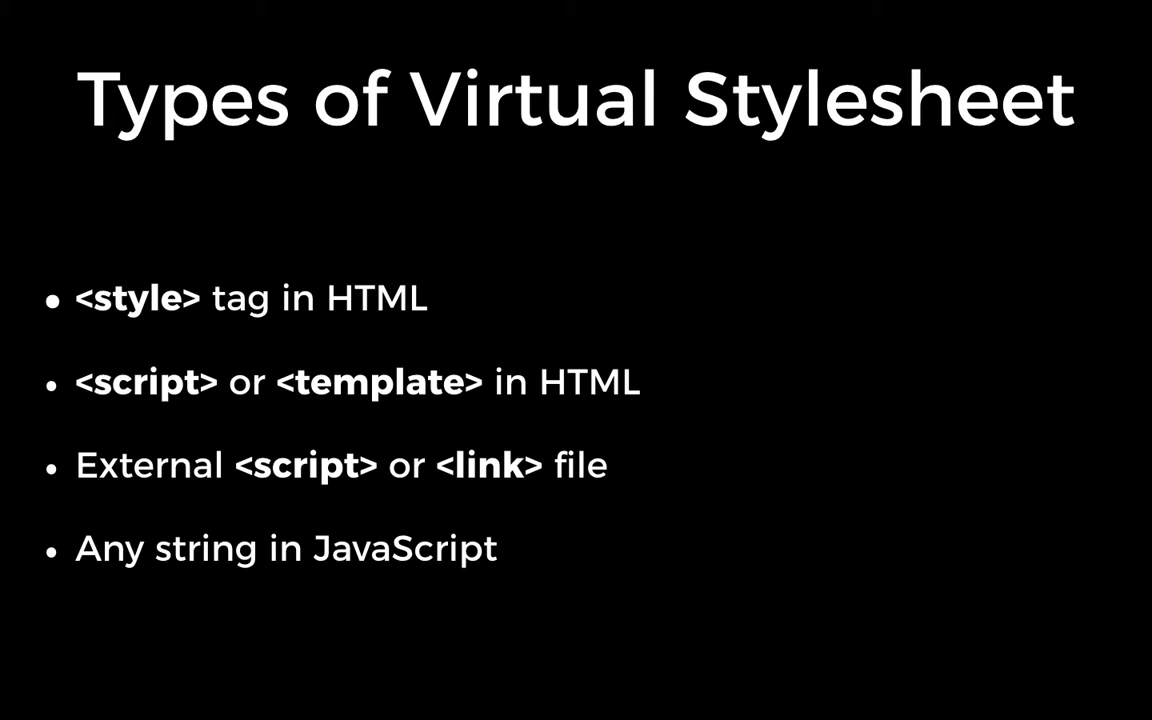 Types of Virtual Stylesheet
• <style> tag in HTML
• <script> or <template> in HTML
• External <script> or <link> file
• Any string in JavaScript